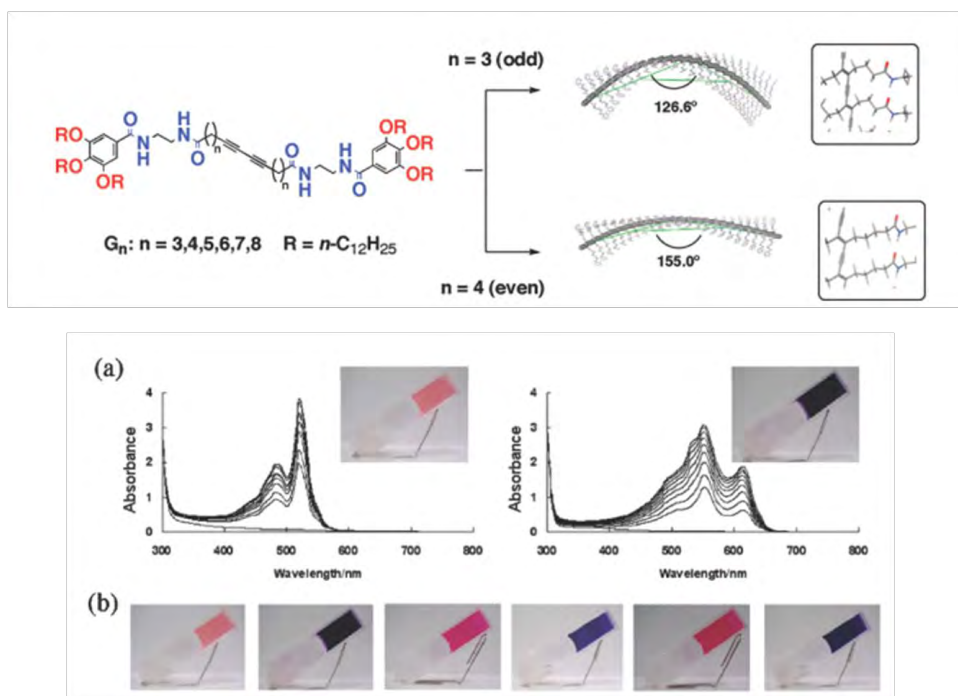 n = 3 (odd)
126.6°
RO
RO
OR
O
N
H
H
N
O
n
n
O
N
H
H
N
O
OR
OR
OR
Gn: n = 3,4,5,6,7,8 R = n-C12H25
155.0°
n = 4 (even)
(a)
4
3
2
1
0
Absorbance
300 400 500 600 700 800
Wavelength/nm
4
3
2
1
0
Absorbance
300 400 500 600 700 800
Wavelength/nm
(b)